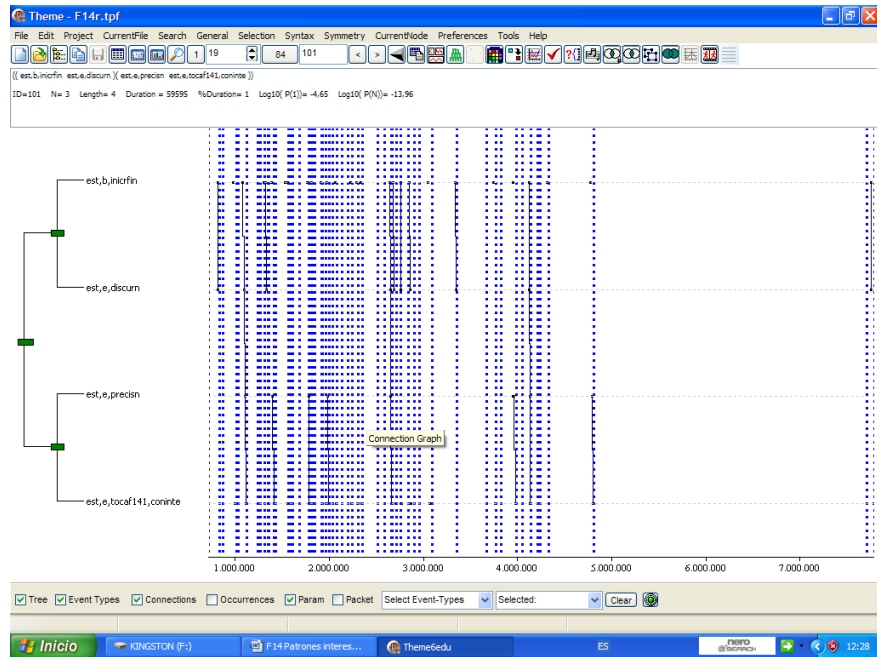 Theme - F14r.tpf
File Edit Project CurrentFile Search General Selection Syntax Symmetry CurrentNode Preferences Tools Help
1 19 84 101 < >
(( est,b,inicrfin est,e,discurn )( est,e,precisn est,e,tocaf141,coninte ))
ID=101 N= 3 Length= 4 Duration = 59595 %Duration= 1 Log10( P(1))= -4,65 Log10( P(N))= -13,96
est,b,inicrfin
est,e,discurn
est,e,precisn
Connection Graph
est,e,tocaf141,coninte
1.000.000 2.000.000 3.000.000 4.000.000 5.000.000 6.000.000 7.000.000
Tree Event Types Connections Occurrences Param Packet Select Event-Types Selected: Clear
Inicio KINGSTON (F:) F14 Patrones interes... Theme6edu ES nero SEARCH 12:28